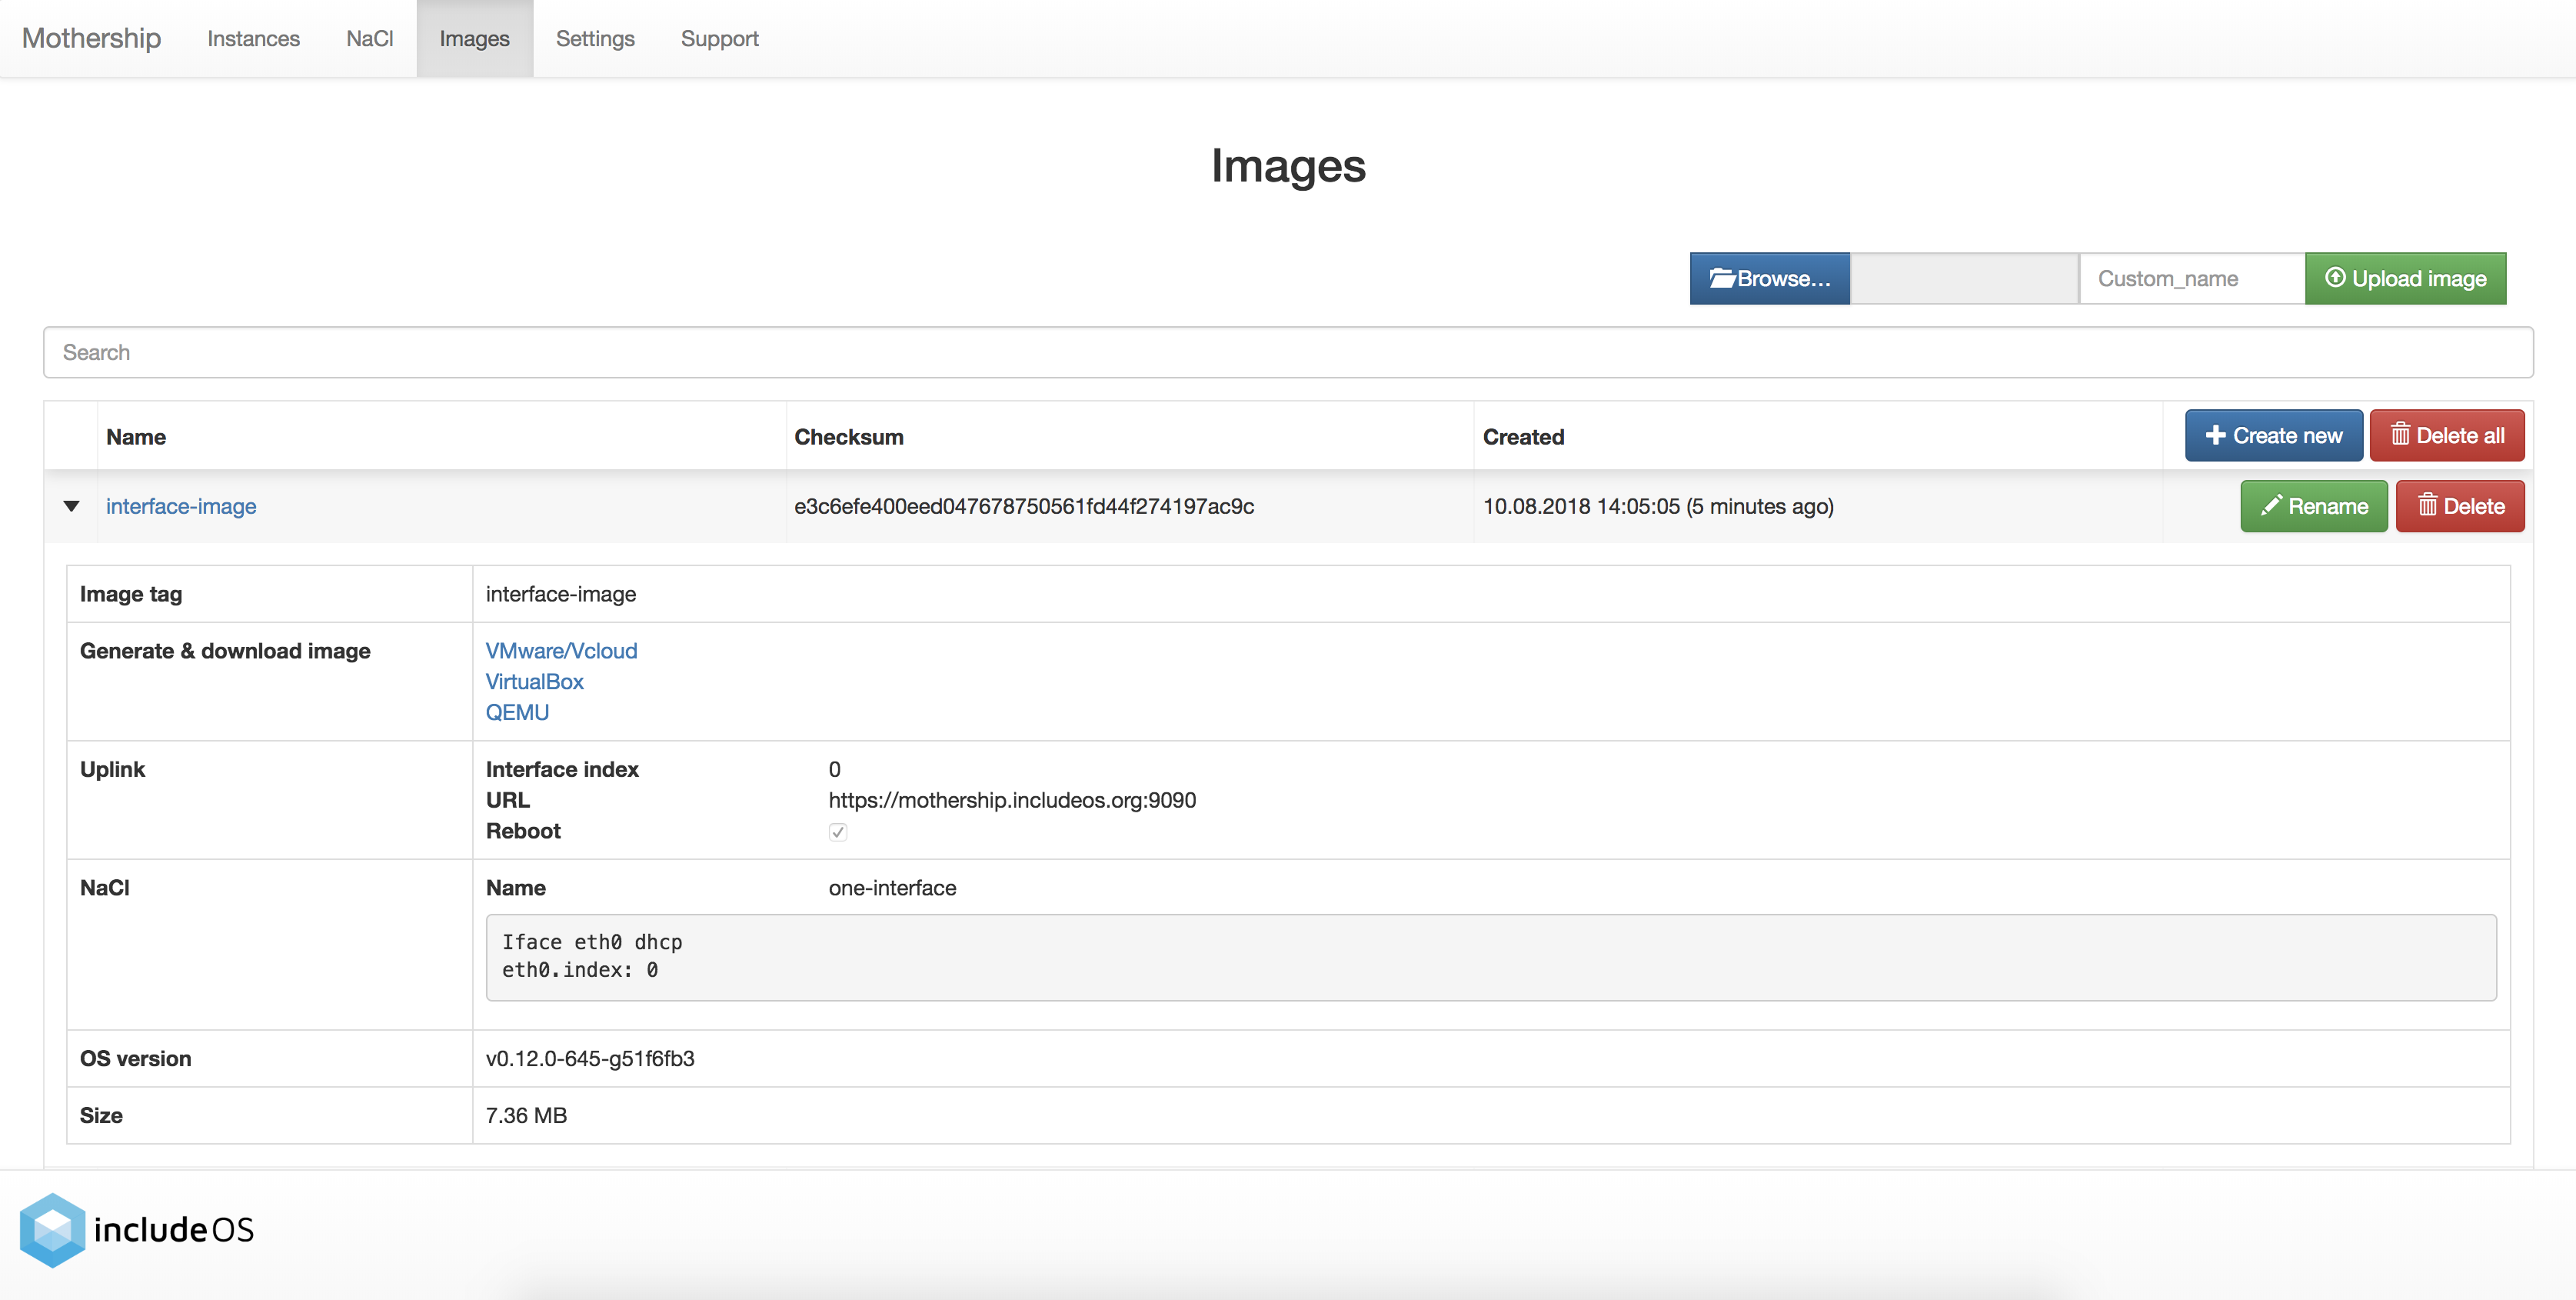 Mothership Instances NaCl Images Settings Support
Images
Browse... Custom_name Upload image
Search
Name Checksum Created Create new Delete all
interface-image e3c6efe400eed047678750561fd44f274197ac9c 10.08.2018 14:05:05 (5 minutes ago) Rename Delete
Image tag interface-image
Generate & download image VMware/Vcloud
VirtualBox
QEMU
Uplink Interface index 0
URL https://mothership.includeos.org:9090
Reboot
NaCl Name one-interface
Iface eth0 dhcp
eth0.index: 0
OS version v0.12.0-645-g51f6fb3
Size 7.36 MB
includeOS